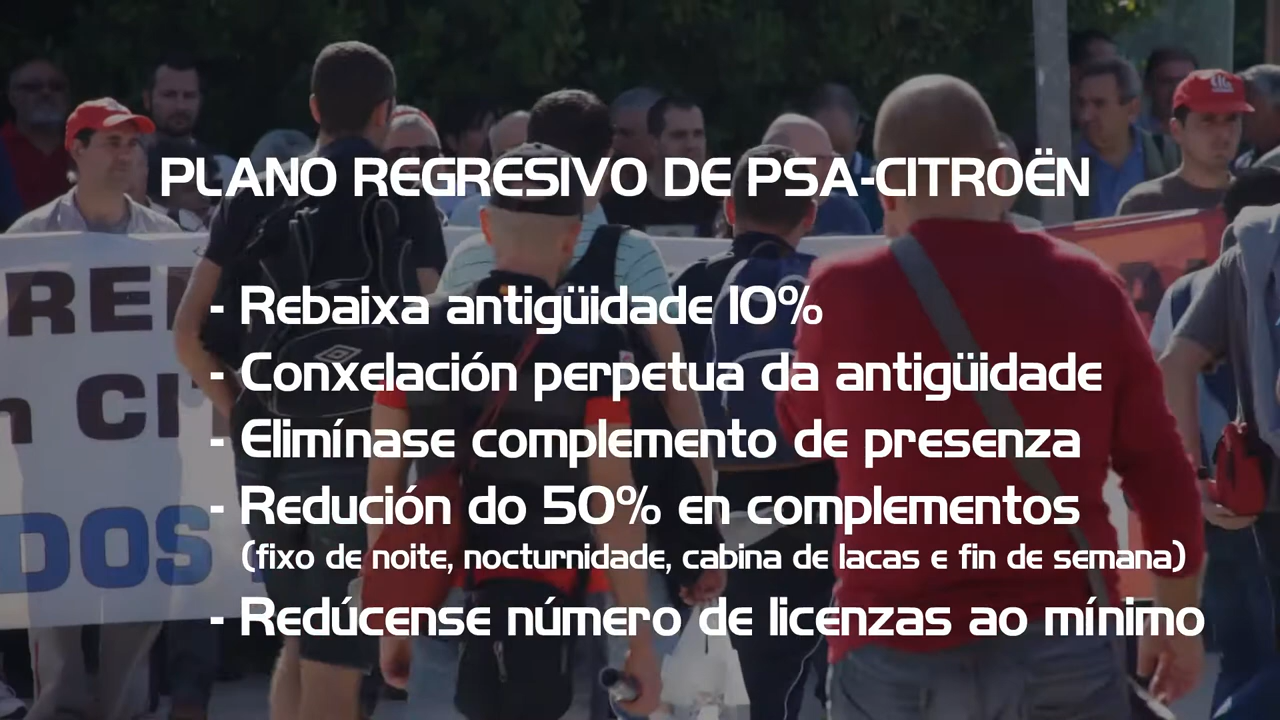 PLANO REGRESIVO DE PSA-CITROËN
- Rebaixa antigüidade 10%
- Conxelación perpetua da antigüidade
- Elimínase complemento de presenza
- Redución do 50% en complementos
(fixo de noite, nocturnidade, cabina de lacas e fin de semana)
- Redúcense número de licenzas ao mínimo
CIG